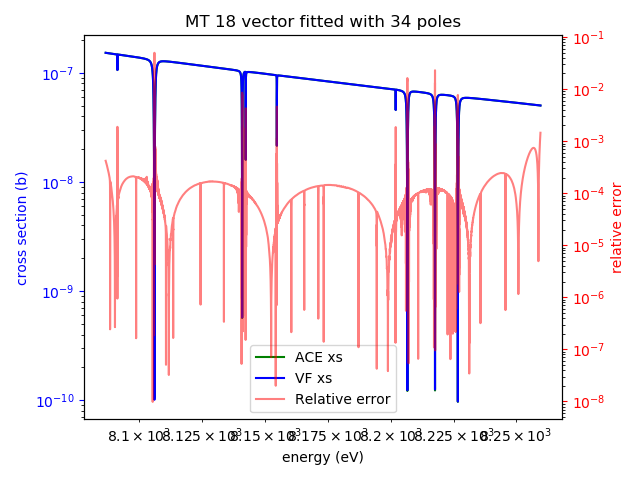 MT 18 vector fitted with 34 poles
10⁻⁷
10⁻⁸
10⁻⁹
10⁻¹⁰
cross section (b)
10⁻¹
10⁻²
10⁻³
10⁻⁴
10⁻⁵
10⁻⁶
10⁻⁷
10⁻⁸
relative error
ACE xs
VF xs
Relative error
8.1 × 10³ 8.125 × 10³ 8.15 × 10³ 8.175 × 10³ 8.2 × 10³ 8.225 × 10³ 8.25 × 10³
energy (eV)